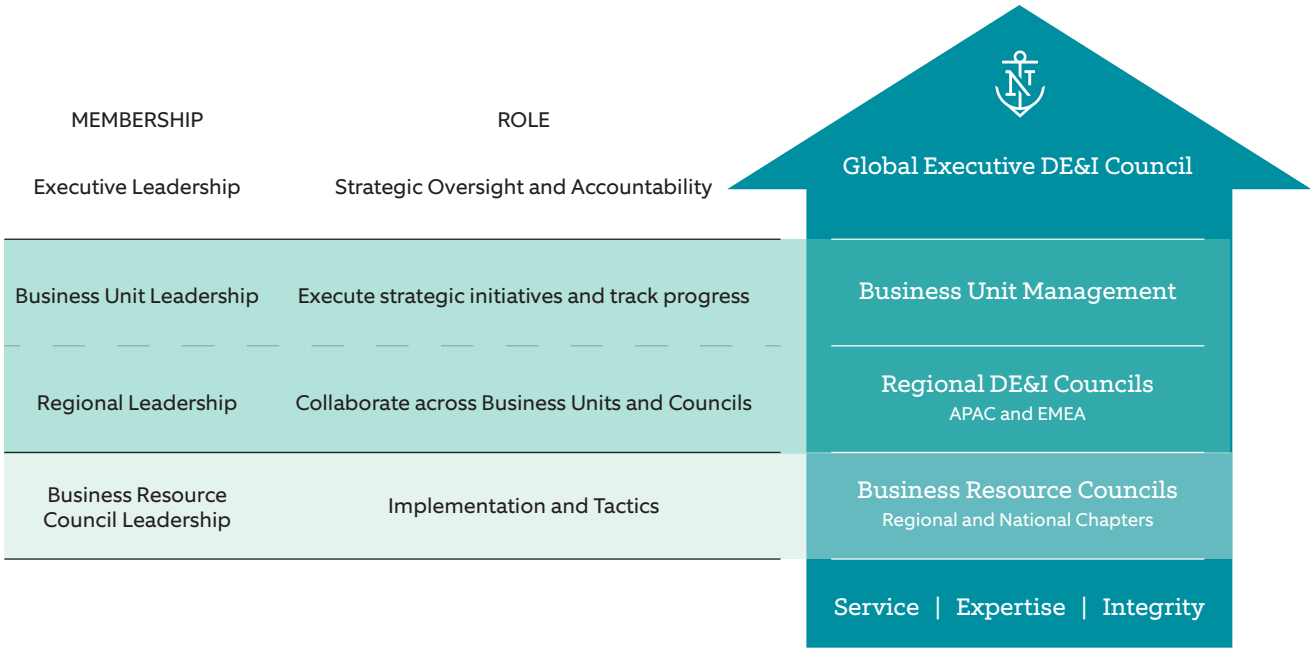 NT
MEMBERSHIP
ROLE
Global Executive DE&I Council
Executive Leadership
Strategic Oversight and Accountability
Business Unit Leadership
Execute strategic initiatives and track progress
Business Unit Management
Regional Leadership
Collaborate across Business Units and Councils
Regional DE&I Councils
APAC and EMEA
Business Resource
Council Leadership
Implementation and Tactics
Business Resource Councils
Regional and National Chapters
Service | Expertise | Integrity